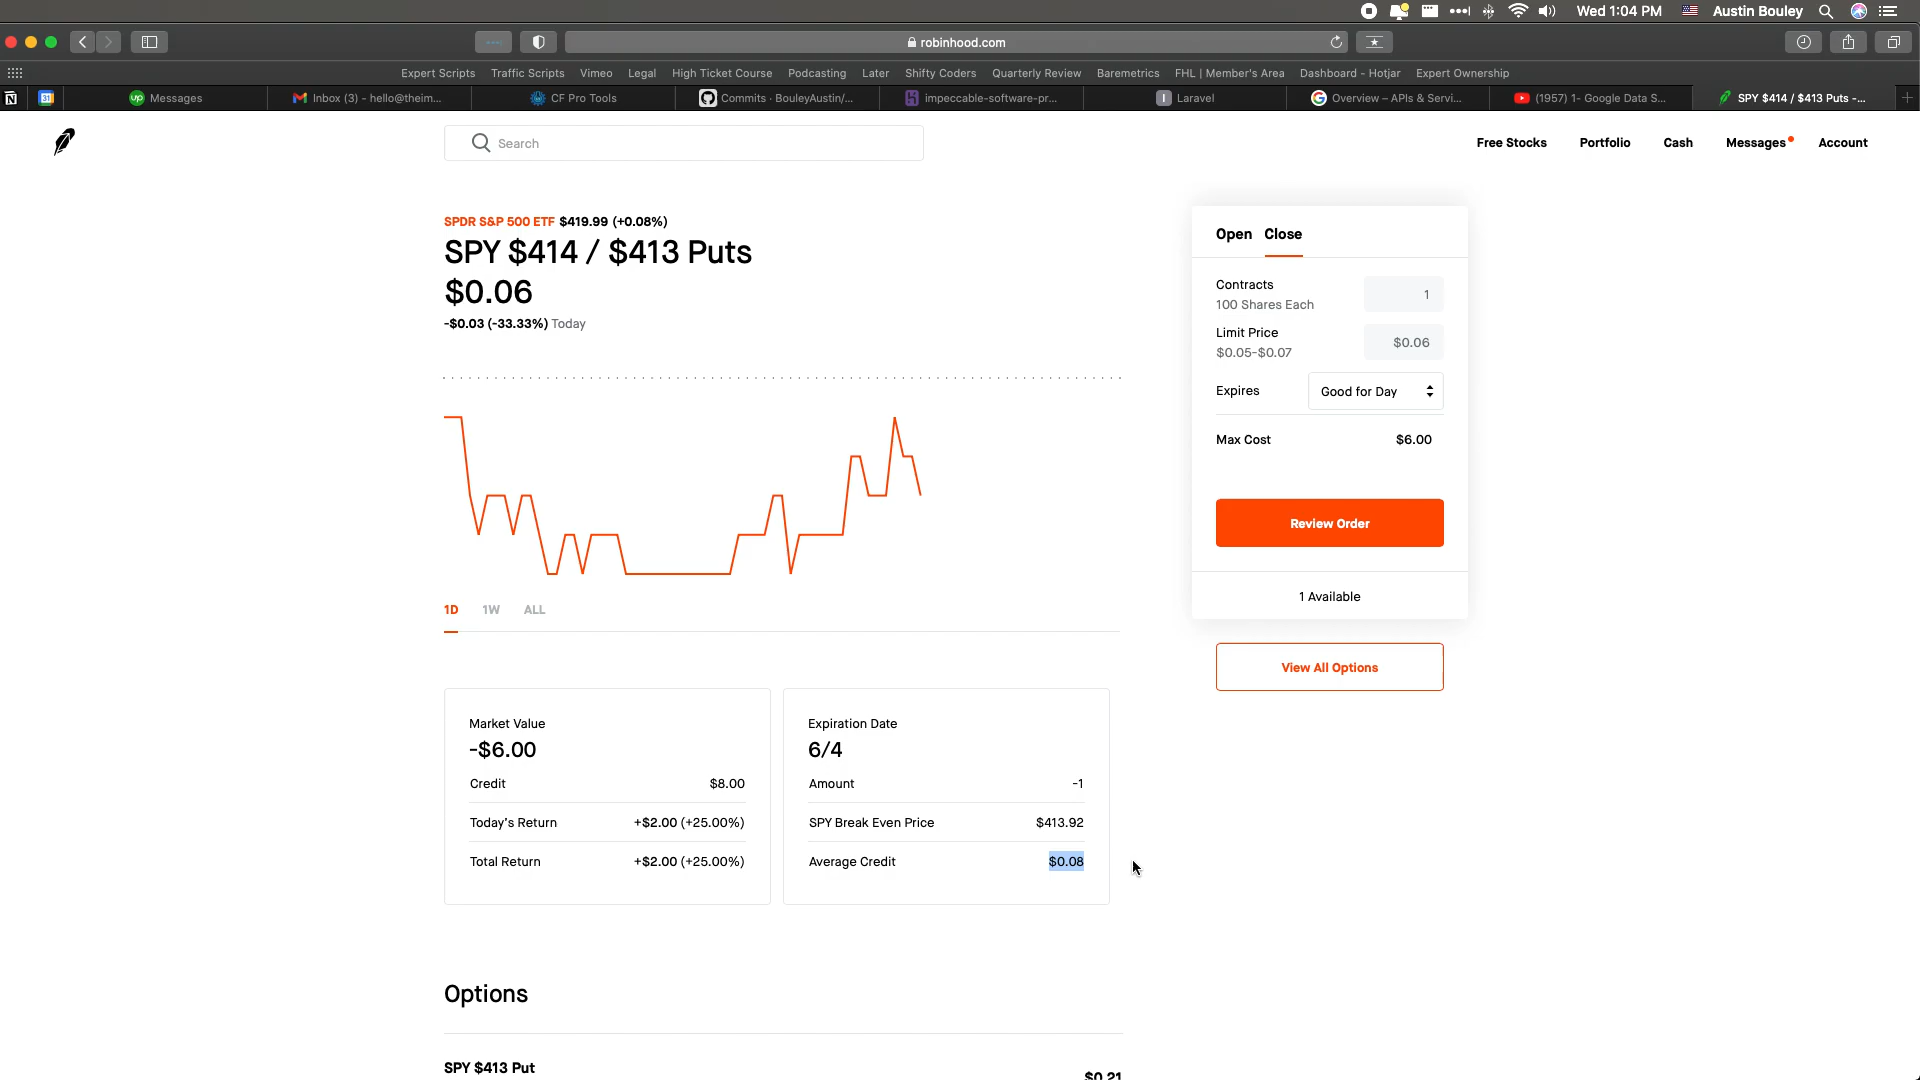 Wed 1:04 PM
Austin Bouley
robinhood.com
Expert Scripts
Traffic Scripts
Vimeo
Legal
High Ticket Course
Podcasting
Later
Shifty Coders
Quarterly Review
Baremetrics
FHL | Member's Area
Dashboard - Hotjar
Expert Ownership
31
up
Messages
Inbox (3) - hello@theim...
CF Pro Tools
Commits · BouleyAustin/...
impeccable-software-pr...
I
Laravel
Overview – APIs & Servi...
(1957) 1- Google Data S...
SPY $414 / $413 Puts -...
Search
Free Stocks
Portfolio
Cash
Messages
Account
SPDR S&P 500 ETF $419.99 (+0.08%)
SPY $414 / $413 Puts
$0.06
-$0.03 (-33.33%) Today
1D
1W
ALL
Open
Close
Contracts
100 Shares Each
1
Limit Price
$0.05-$0.07
$0.06
Expires
Good for Day
Max Cost
$6.00
Review Order
1 Available
View All Options
Market Value
-$6.00
Credit
$8.00
Today's Return
+$2.00 (+25.00%)
Total Return
+$2.00 (+25.00%)
Expiration Date
6/4
Amount
-1
SPY Break Even Price
$413.92
Average Credit
$0.08
Options
SPY $413 Put
$0.21